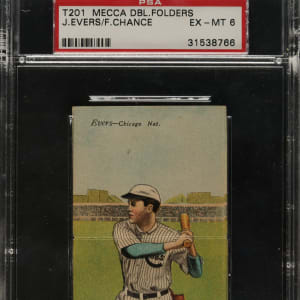 PSA
T201 MECCA DBL.FOLDERS
J.EVERS/F.CHANCE EX-MT 6
31538766
Evers—Chicago Nat.